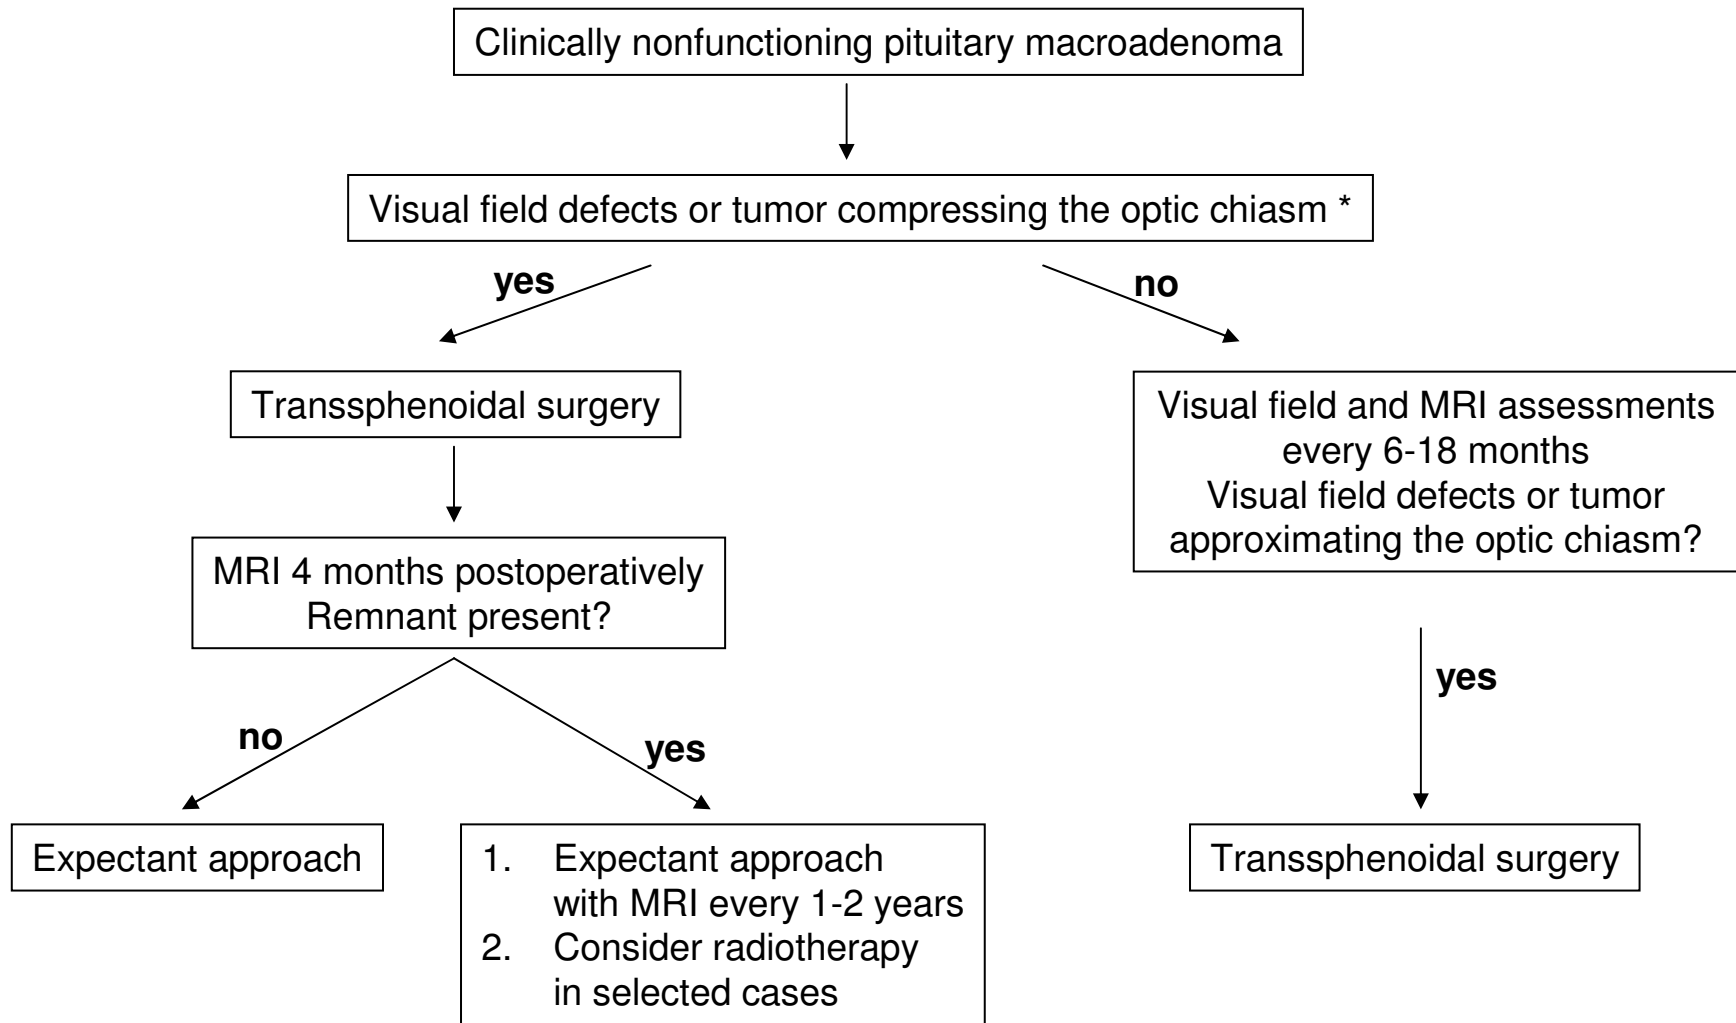 Clinically nonfunctioning pituitary macroadenoma
Visual field defects or tumor compressing the optic chiasm *
yes
no
Transsphenoidal surgery
Visual field and MRI assessments
every 6-18 months
Visual field defects or tumor
approximating the optic chiasm?
MRI 4 months postoperatively
Remnant present?
no
yes
yes
Expectant approach
1. Expectant approach
with MRI every 1-2 years
2. Consider radiotherapy
in selected cases
Transsphenoidal surgery